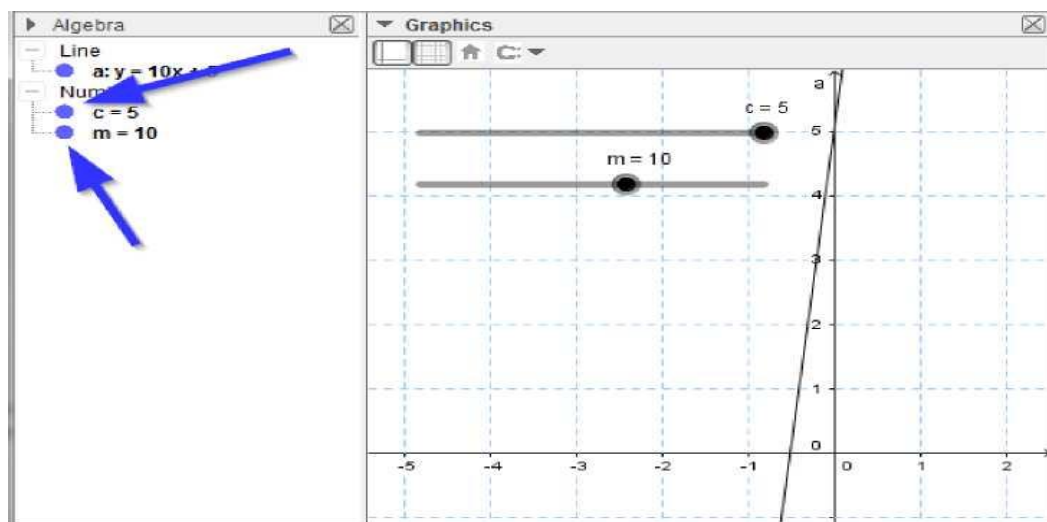 Algebra
Line
a: y = 10x +
Num
c = 5
m = 10
Graphics
a
c = 5
5
m = 10
4
3
2
1
0
-5 -4 -3 -2 -1 0 1 2